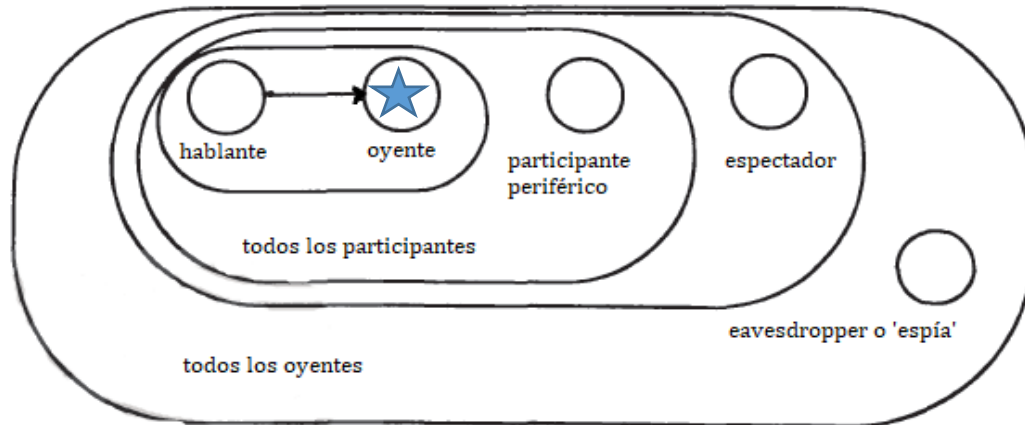 hablante
oyente
participante
periférico
espectador
todos los participantes
eavesdropper o 'espía'
todos los oyentes